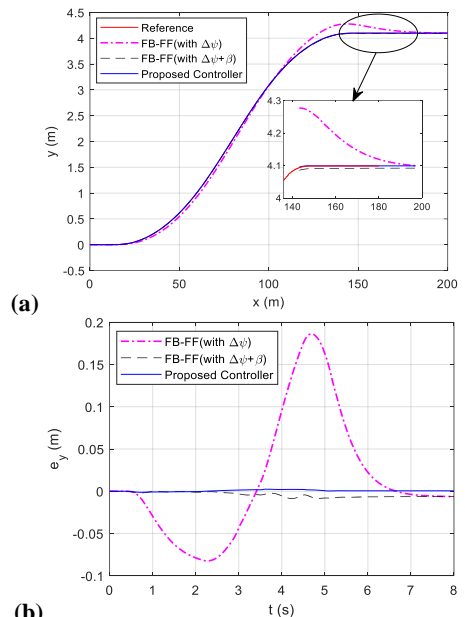 4.5
4
3.5
3
2.5
2
1.5
1
0.5
0
-0.5
y (m)
Reference
FB-FF(with Δψ)
FB-FF(with Δψ+β)
Proposed Controller
4.3
4.2
4.1
4
140 160 180 200
0 50 100 150 200
x (m)
(a)
0.2
0.15
0.1
0.05
0
-0.05
-0.1
e_y (m)
FB-FF(with Δψ)
FB-FF(with Δψ+β)
Proposed Controller
0 1 2 3 4 5 6 7 8
t (s)
(b)